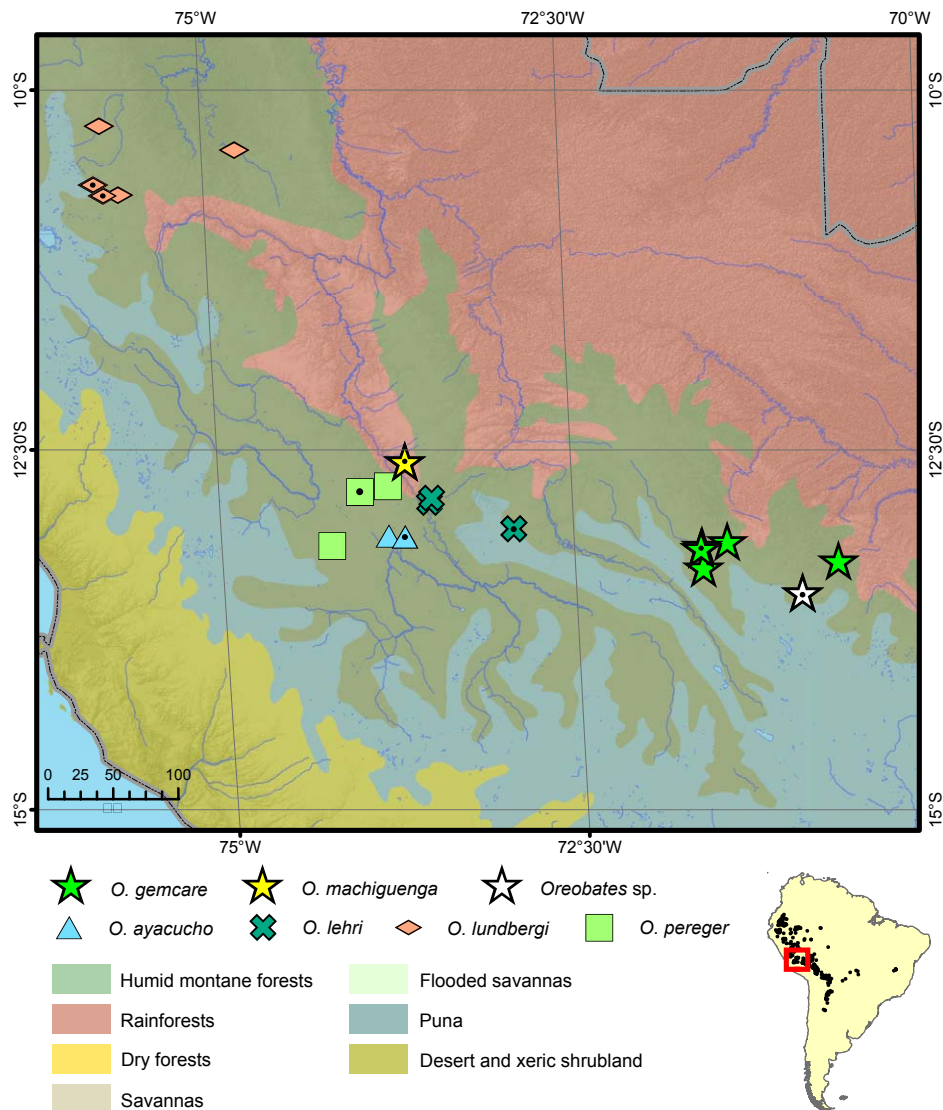 75°W 72°30'W 70°W
10°S 10°S
12°30'S 12°30'S
15°S 15°S
0 25 50 100
75°W 72°30'W
O. gemcare O. machiguenga Oreobates sp.
O. ayacucho O. lehri O. lundbergi O. pereger
Humid montane forests Flooded savannas
Rainforests Puna
Dry forests Desert and xeric shrubland
Savannas